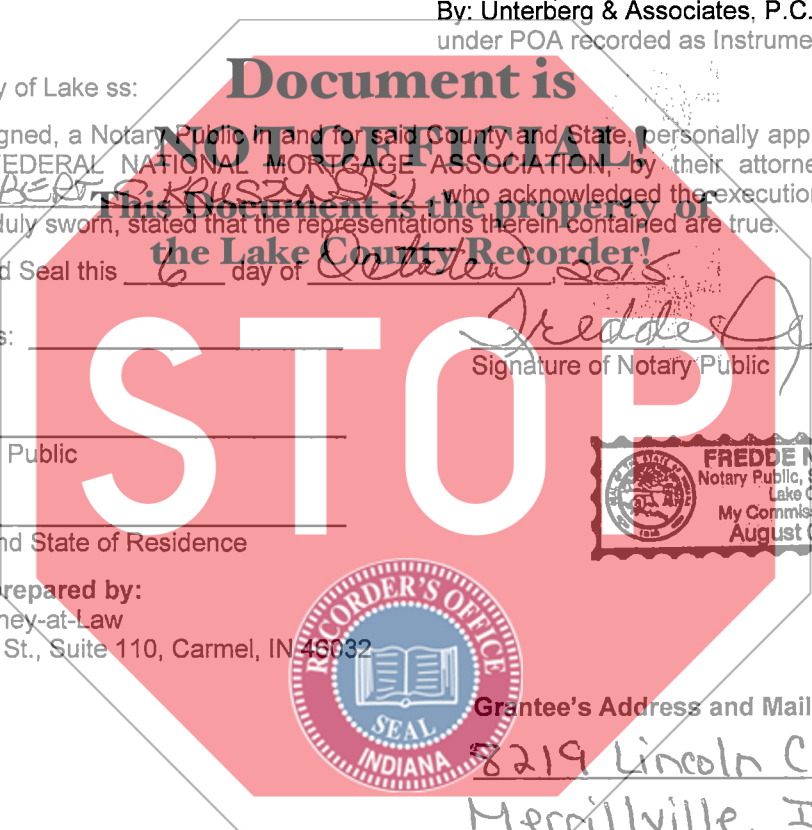 By: Unterberg & Associates, P.C.
under POA recorded as Instrume
y of Lake ss:
Document is
gned, a Notary Public in and for said County and State, personally app
NOT OFFICIAL!
FEDERAL NATIONAL MORTGAGE ASSOCIATION, by their attorne
BERT S. KRUSZYNSKI, who acknowledged the execution
This Document is the property of
duly sworn, stated that the representations therein contained are true.
the Lake County Recorder!
d Seal this 6 day of October, 2015
s:
Fredde
Signature of Notary Public
STOP
Public
FREDDE
Notary Public, S
Lake
My Commis
August
nd State of Residence
repared by:
ney-at-Law
St., Suite 110, Carmel, IN 46032
RECORDER'S OFFICE
SEAL
INDIANA
Grantee's Address and Mail
8219 Lincoln C
Merrillville, I